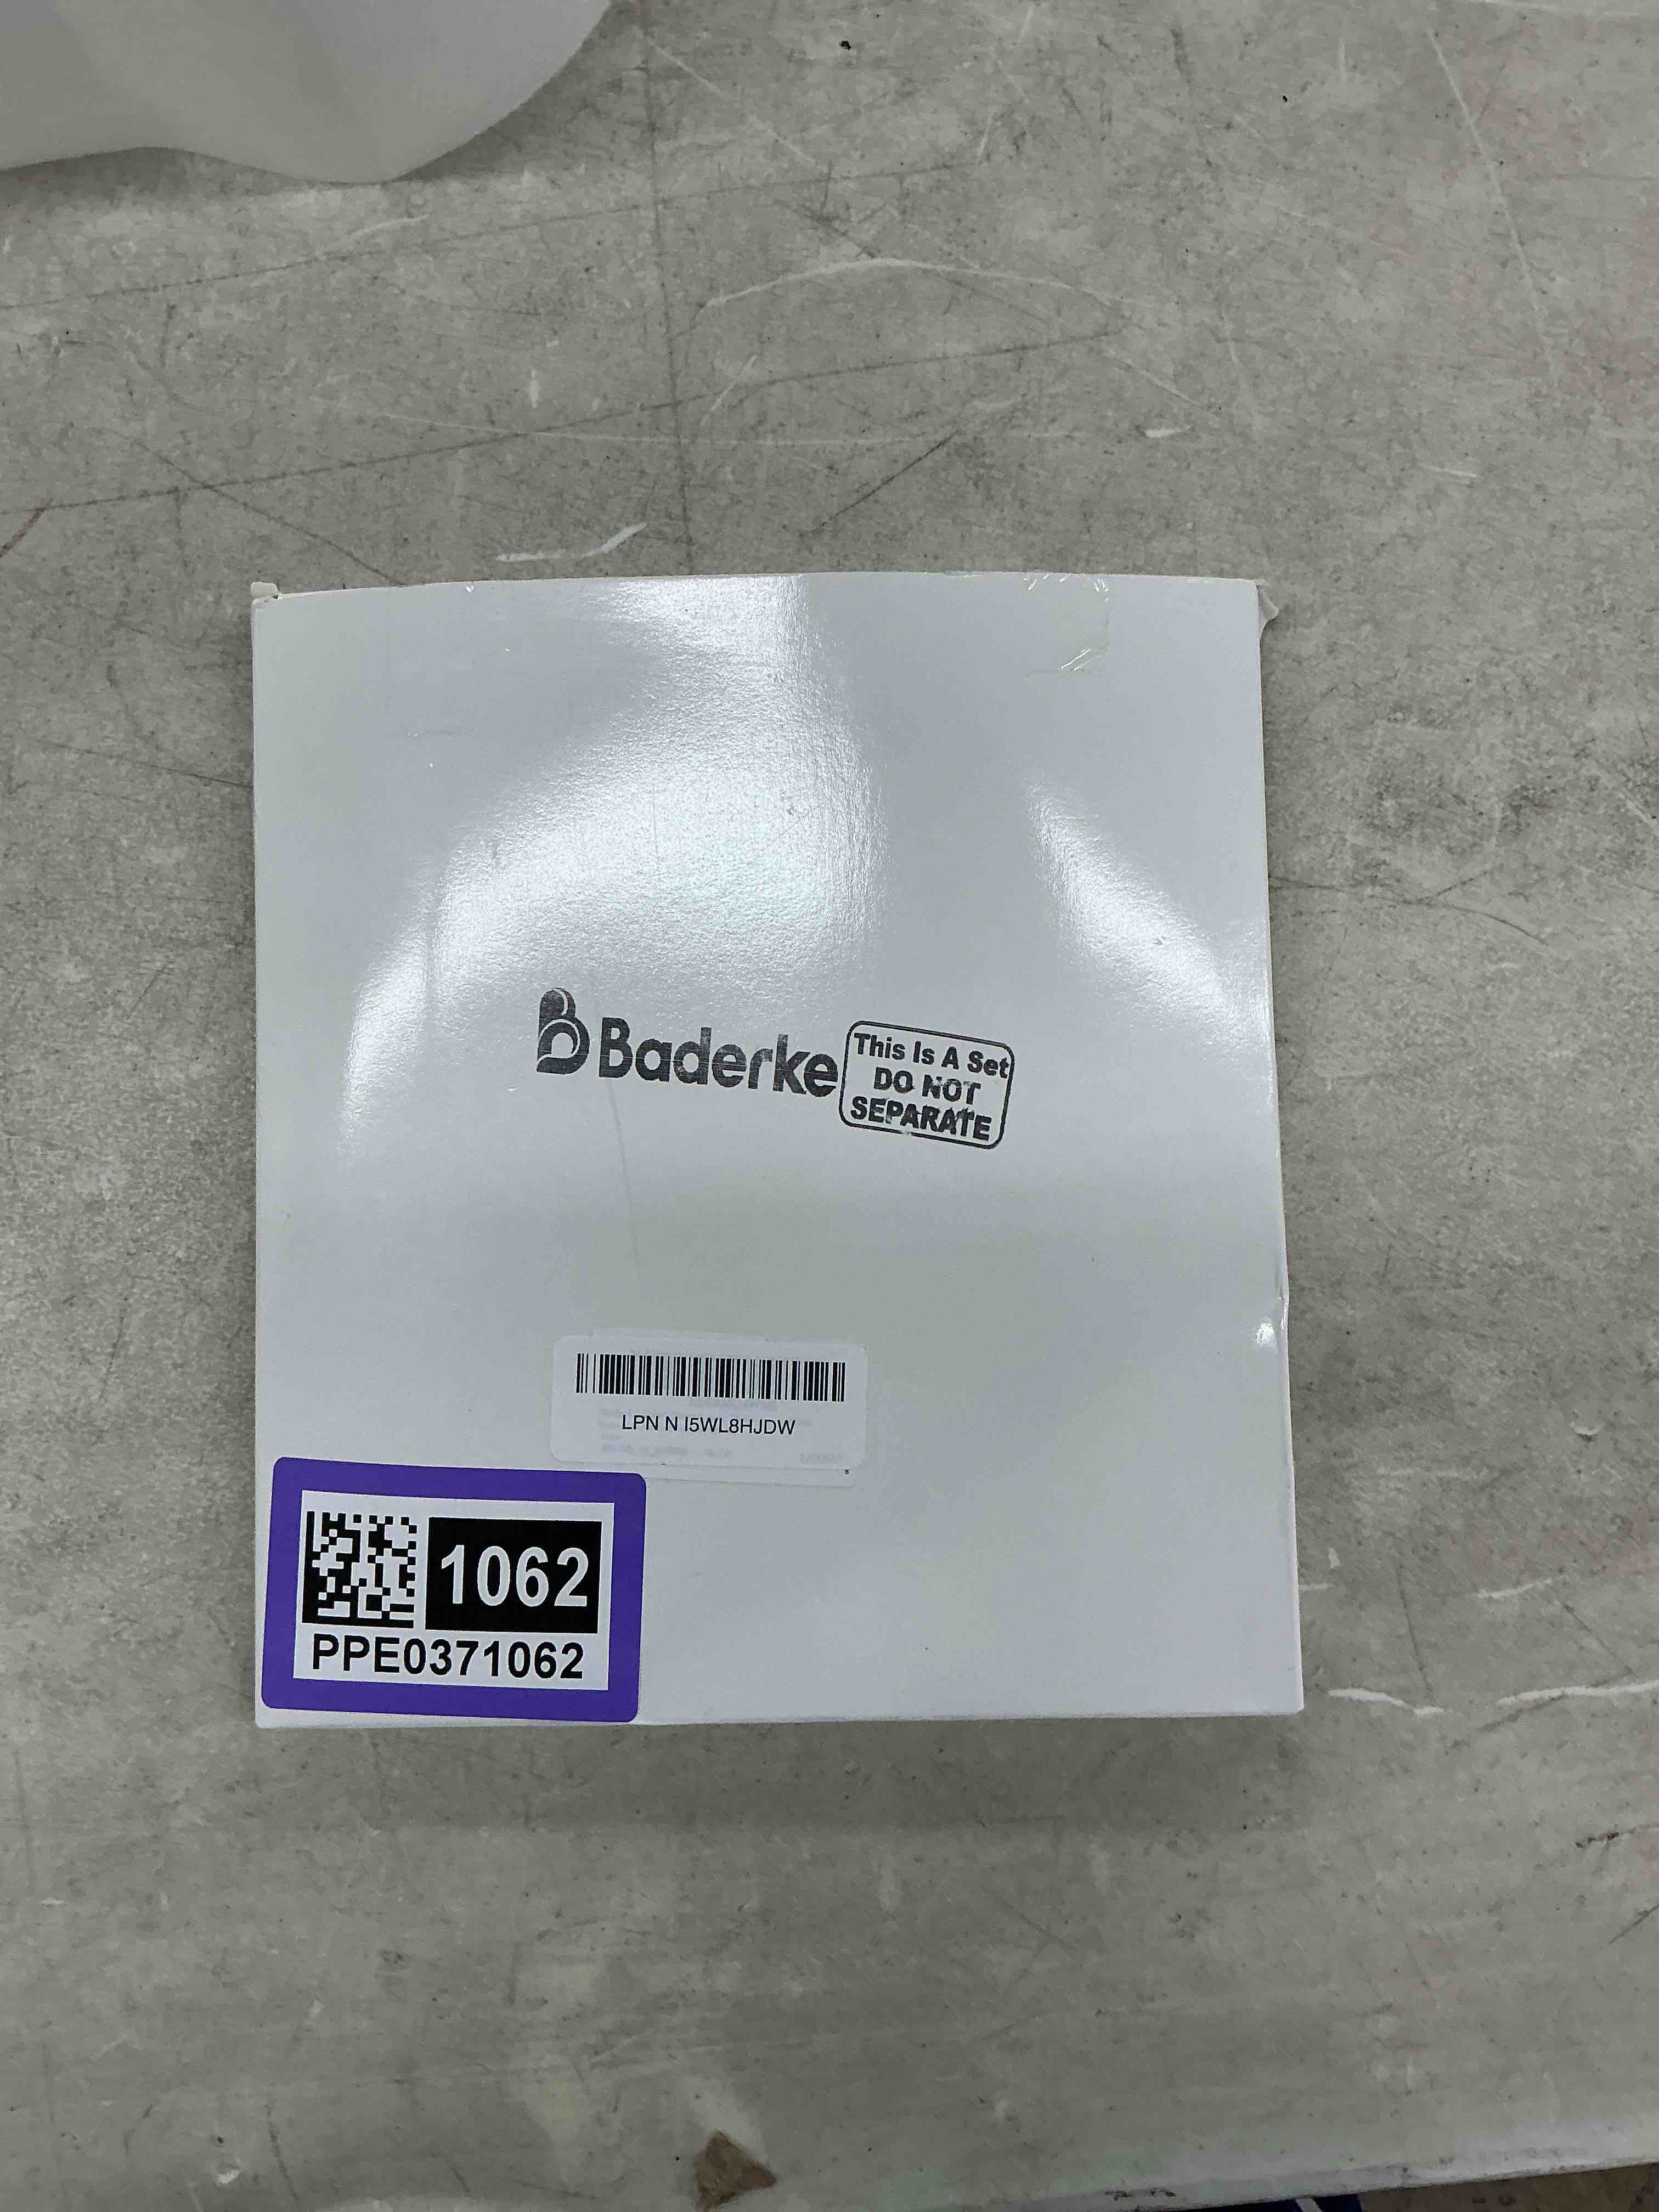 Baderke
This Is A Set
DO NOT
SEPARATE
LPN N I5WL8HJDW
1062
PPE0371062